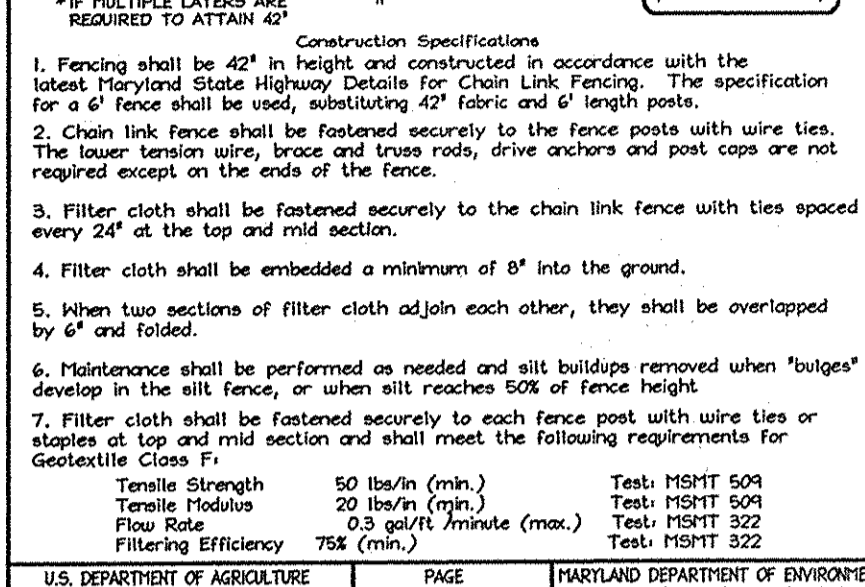 *IF MULTIPLE LAYERS ARE
REQUIRED TO ATTAIN 42"
Construction Specifications
1. Fencing shall be 42" in height and constructed in accordance with the
latest Maryland State Highway Details for Chain Link Fencing. The specification
for a 6' fence shall be used, substituting 42" fabric and 6' length posts.
2. Chain link fence shall be fastened securely to the fence posts with wire ties.
The lower tension wire, brace and truss rods, drive anchors and post caps are not
required except on the ends of the fence.
3. Filter cloth shall be fastened securely to the chain link fence with ties spaced
every 24" at the top and mid section.
4. Filter cloth shall be embedded a minimum of 8" into the ground.
5. When two sections of filter cloth adjoin each other, they shall be overlapped
by 6" and folded.
6. Maintenance shall be performed as needed and silt buildups removed when "bulges"
develop in the silt fence, or when silt reaches 50% of fence height
7. Filter cloth shall be fastened securely to each fence post with wire ties or
staples at top and mid section and shall meet the following requirements for
Geotextile Class F:
Tensile Strength 50 lbs/in (min.) Test: MSMT 509
Tensile Modulus 20 lbs/in (min.) Test: MSMT 509
Flow Rate 0.3 gal/ft /minute (max.) Test: MSMT 322
Filtering Efficiency 75% (min.) Test: MSMT 322
U.S. DEPARTMENT OF AGRICULTURE PAGE MARYLAND DEPARTMENT OF ENVIRONME